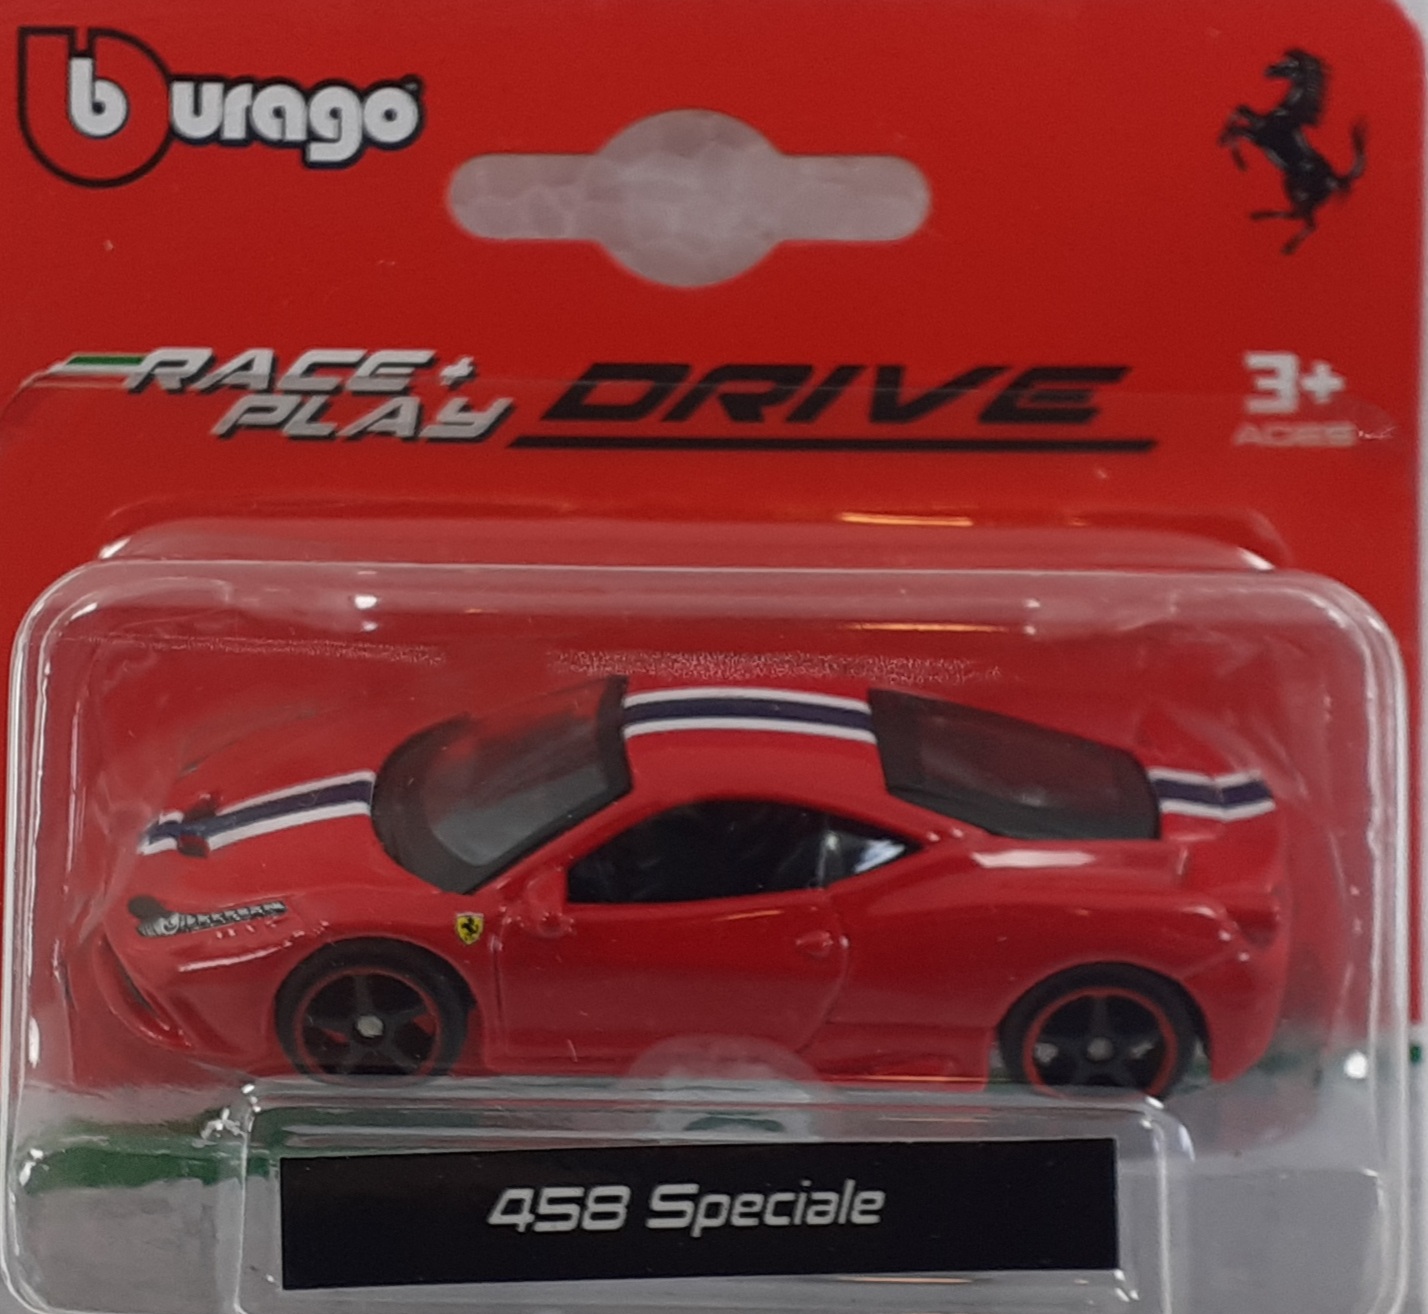 burago
RACE+
PLAY DRIVE
3+
AGES
458 Speciale